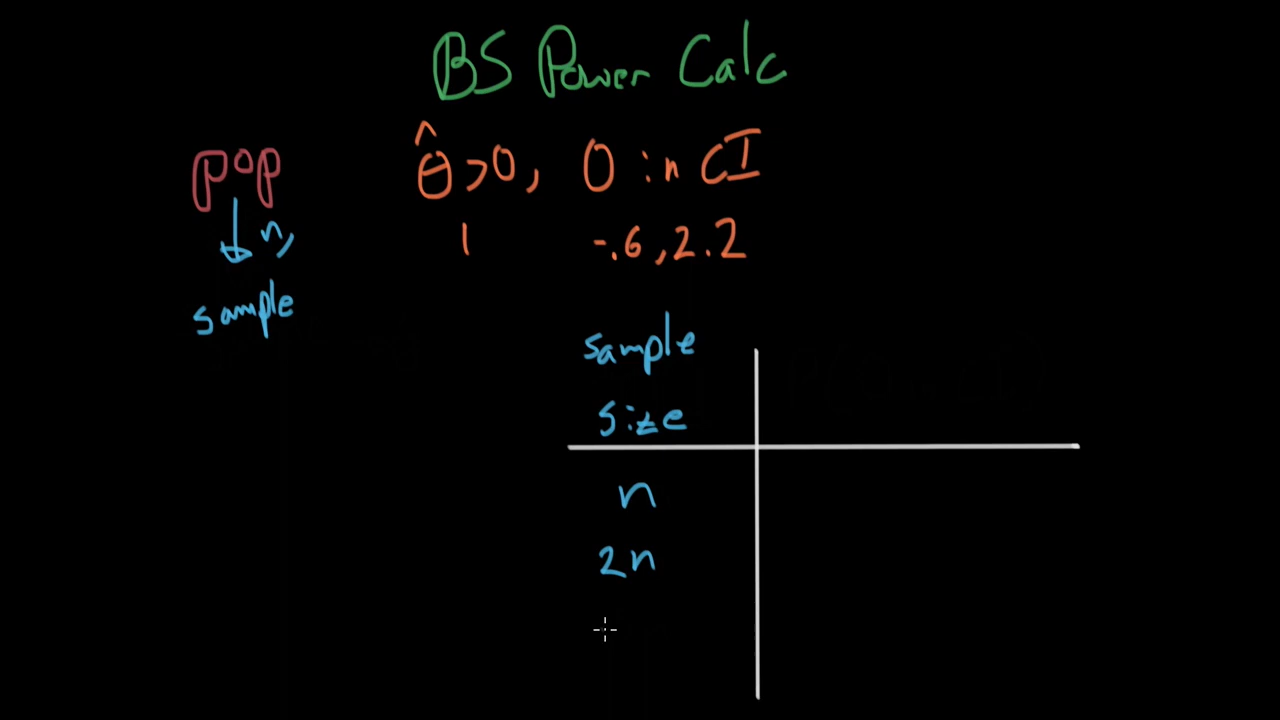 BS Power Calc
pop
θ̂ >0, 0 in CI
n,
1 -.6, 2.2
sample
sample
size
n
2n